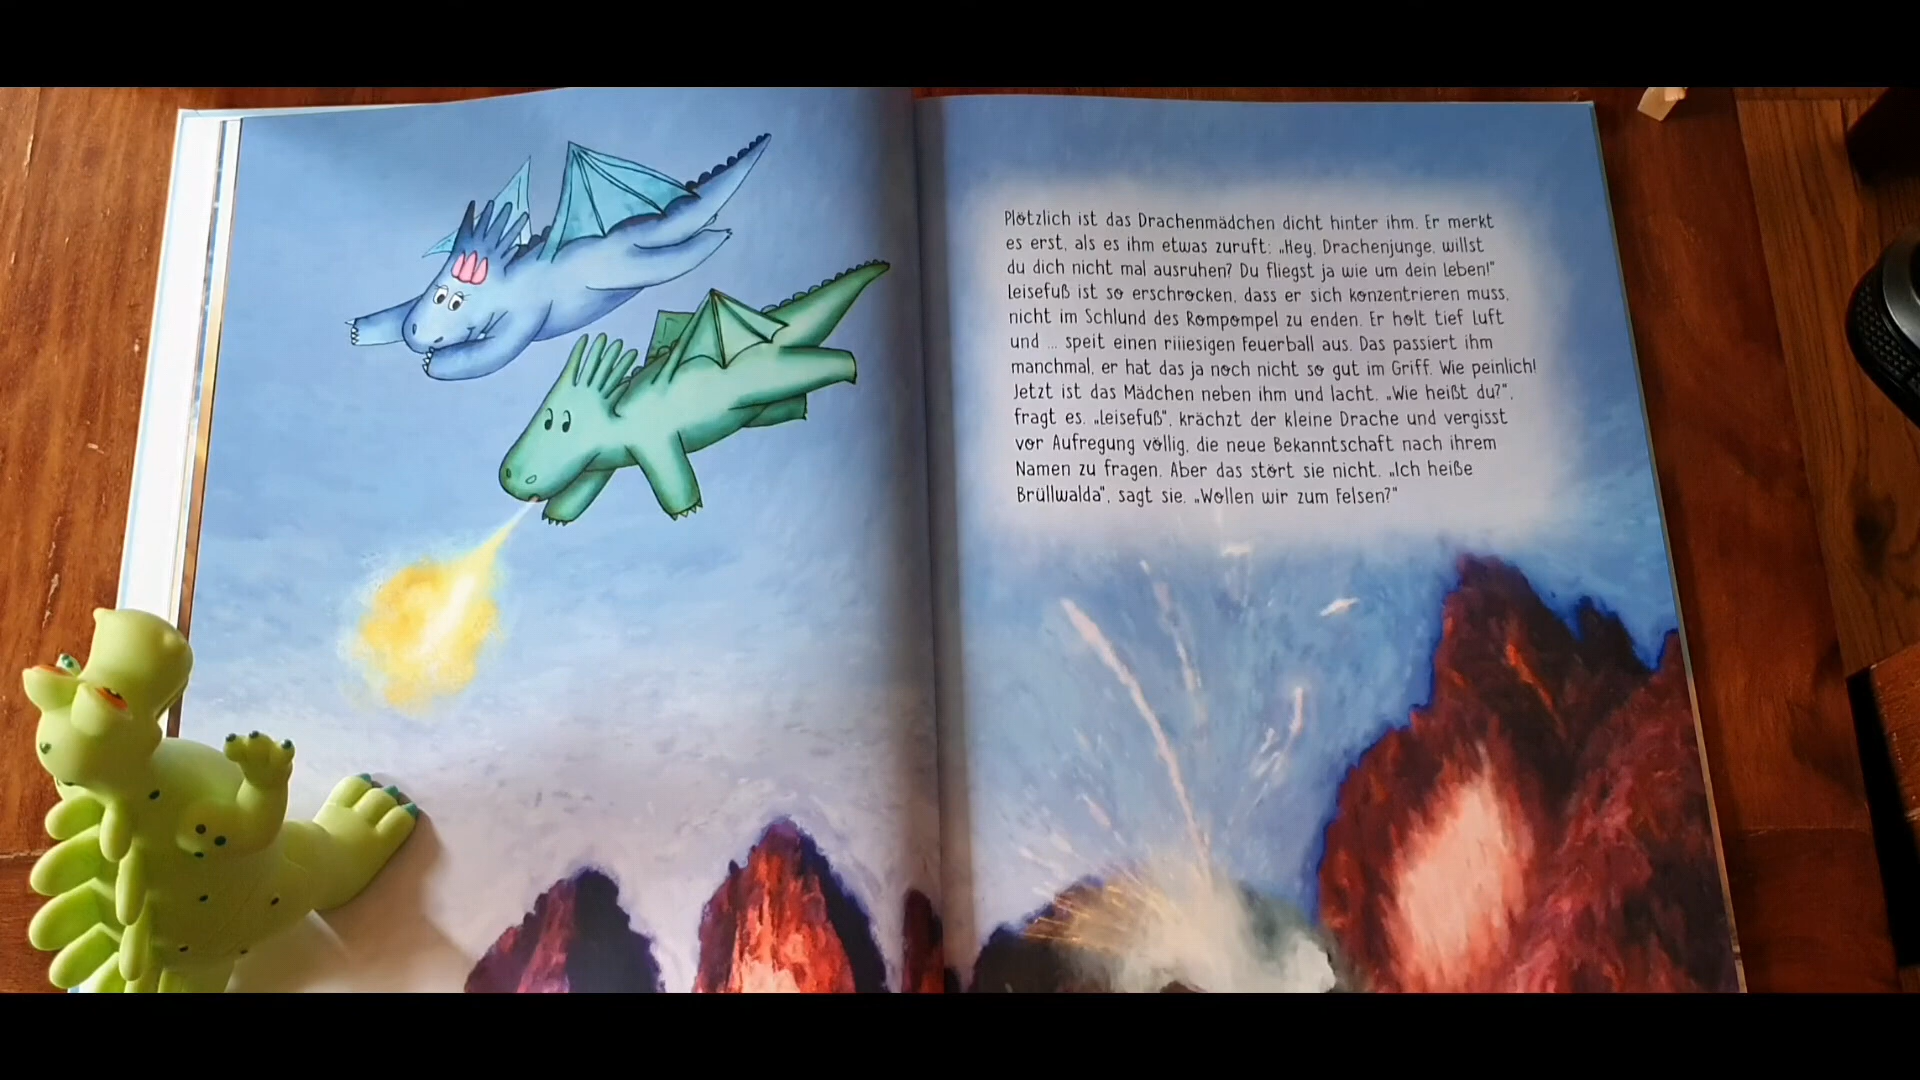 Plötzlich ist das Drachenmädchen dicht hinter ihm. Er merkt
es erst, als es ihm etwas zuruft: „Hey, Drachenjunge, willst
du dich nicht mal ausruhen? Du fliegst ja wie um dein Leben!“
Leisefuß ist so erschrocken, dass er sich konzentrieren muss,
nicht im Schlund des Rompompel zu enden. Er holt tief Luft
und ... speit einen riiiesigen Feuerball aus. Das passiert ihm
manchmal, er hat das ja noch nicht so gut im Griff. Wie peinlich!
Jetzt ist das Mädchen neben ihm und lacht. „Wie heißt du?“,
fragt es. „Leisefuß“, krächzt der kleine Drache und vergisst
vor Aufregung völlig, die neue Bekanntschaft nach ihrem
Namen zu fragen. Aber das stört sie nicht. „Ich heiße
Brüllwalda“, sagt sie. „Wollen wir zum Felsen?“